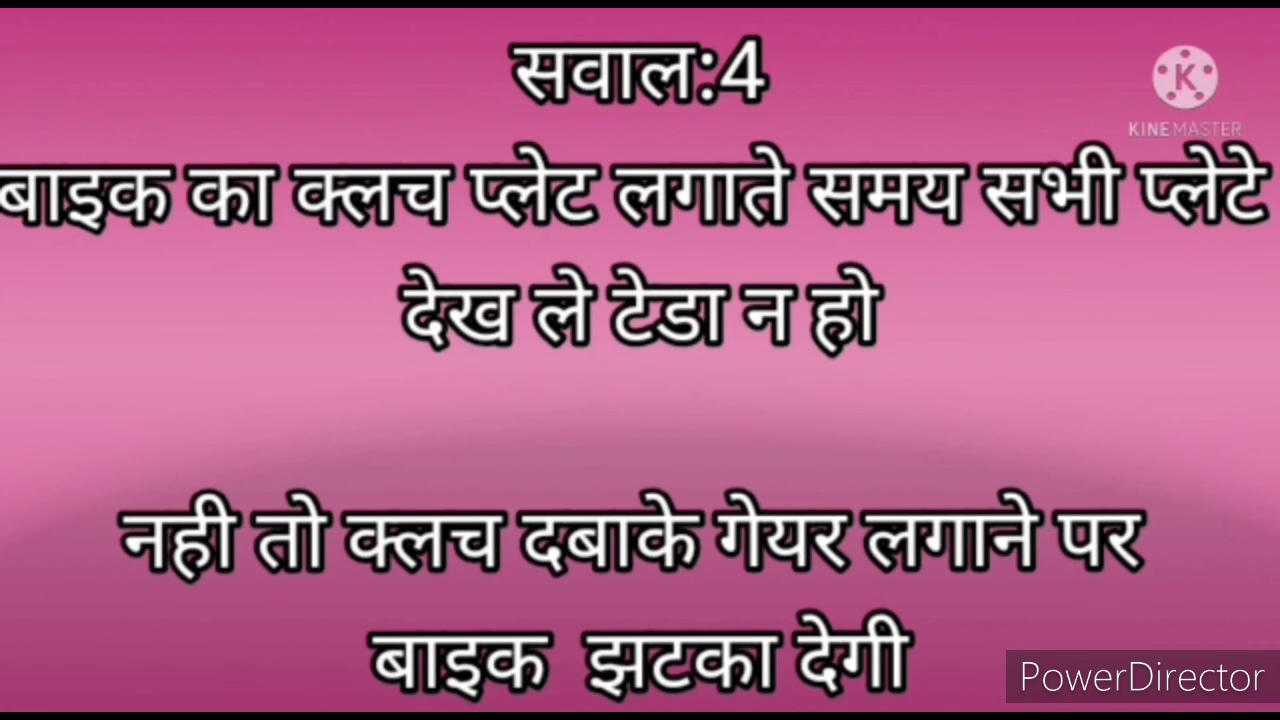 सवाल:4
KINEMASTER
बाइक का क्लच प्लेट लगाते समय सभी प्लेटे
देख ले टेडा न हो
नही तो क्लच दबाके गेयर लगाने पर
बाइक झटका देगी
PowerDirector